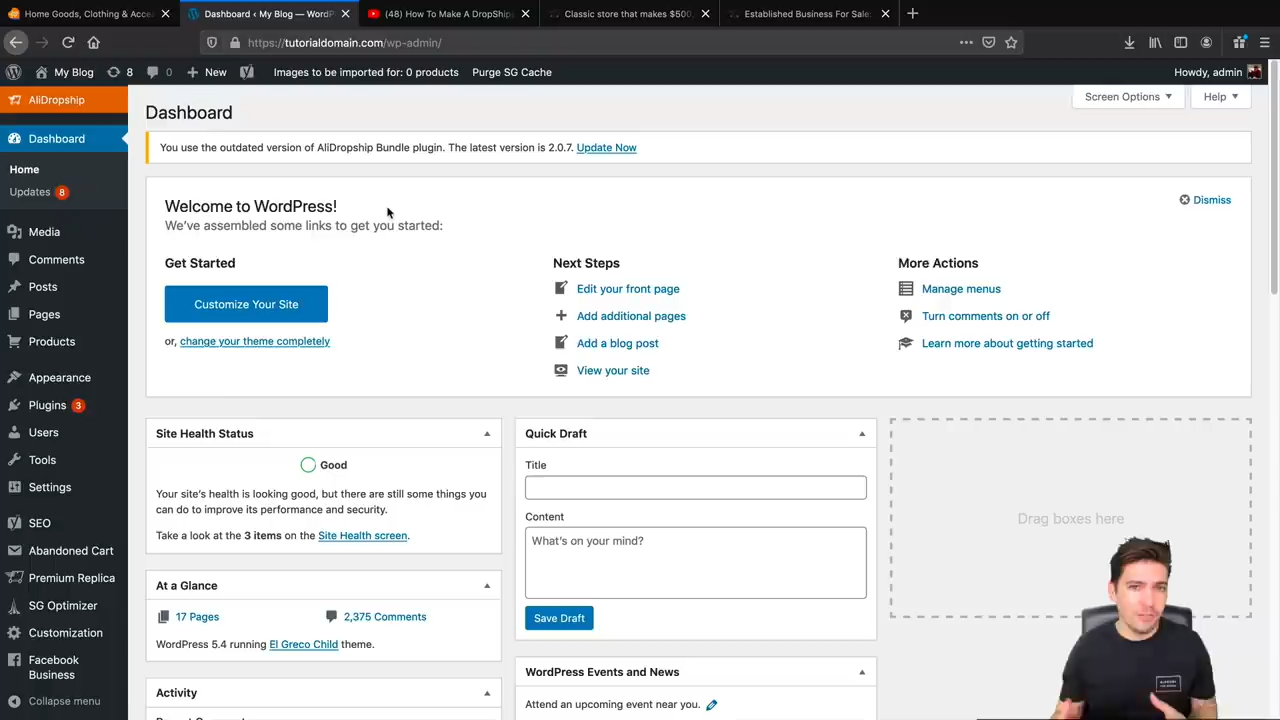 Home Goods, Clothing & Acce
Dashboard ‹ My Blog — WordP
(48) How To Make A DropShip
Classic store that makes $500,
Established Business For Sale
https://tutorialdomain.com/wp-admin/
My Blog
8
0
New
Images to be imported for: 0 products
Purge SG Cache
Howdy, admin
AliDropship
Dashboard
Home
Updates 8
Media
Comments
Posts
Pages
Products
Appearance
Plugins 3
Users
Tools
Settings
SEO
Abandoned Cart
Premium Replica
SG Optimizer
Customization
Facebook
Business
Collapse menu
Dashboard
Screen Options
Help
You use the outdated version of AliDropship Bundle plugin. The latest version is 2.0.7. Update Now
Welcome to WordPress!
We've assembled some links to get you started:
Dismiss
Get Started
Customize Your Site
or, change your theme completely
Next Steps
Edit your front page
Add additional pages
Add a blog post
View your site
More Actions
Manage menus
Turn comments on or off
Learn more about getting started
Site Health Status
Good
Your site's health is looking good, but there are still some things you
can do to improve its performance and security.
Take a look at the 3 items on the Site Health screen.
At a Glance
17 Pages
2,375 Comments
WordPress 5.4 running El Greco Child theme.
Activity
Quick Draft
Title
Content
What's on your mind?
Save Draft
WordPress Events and News
Attend an upcoming event near you.
Drag boxes here